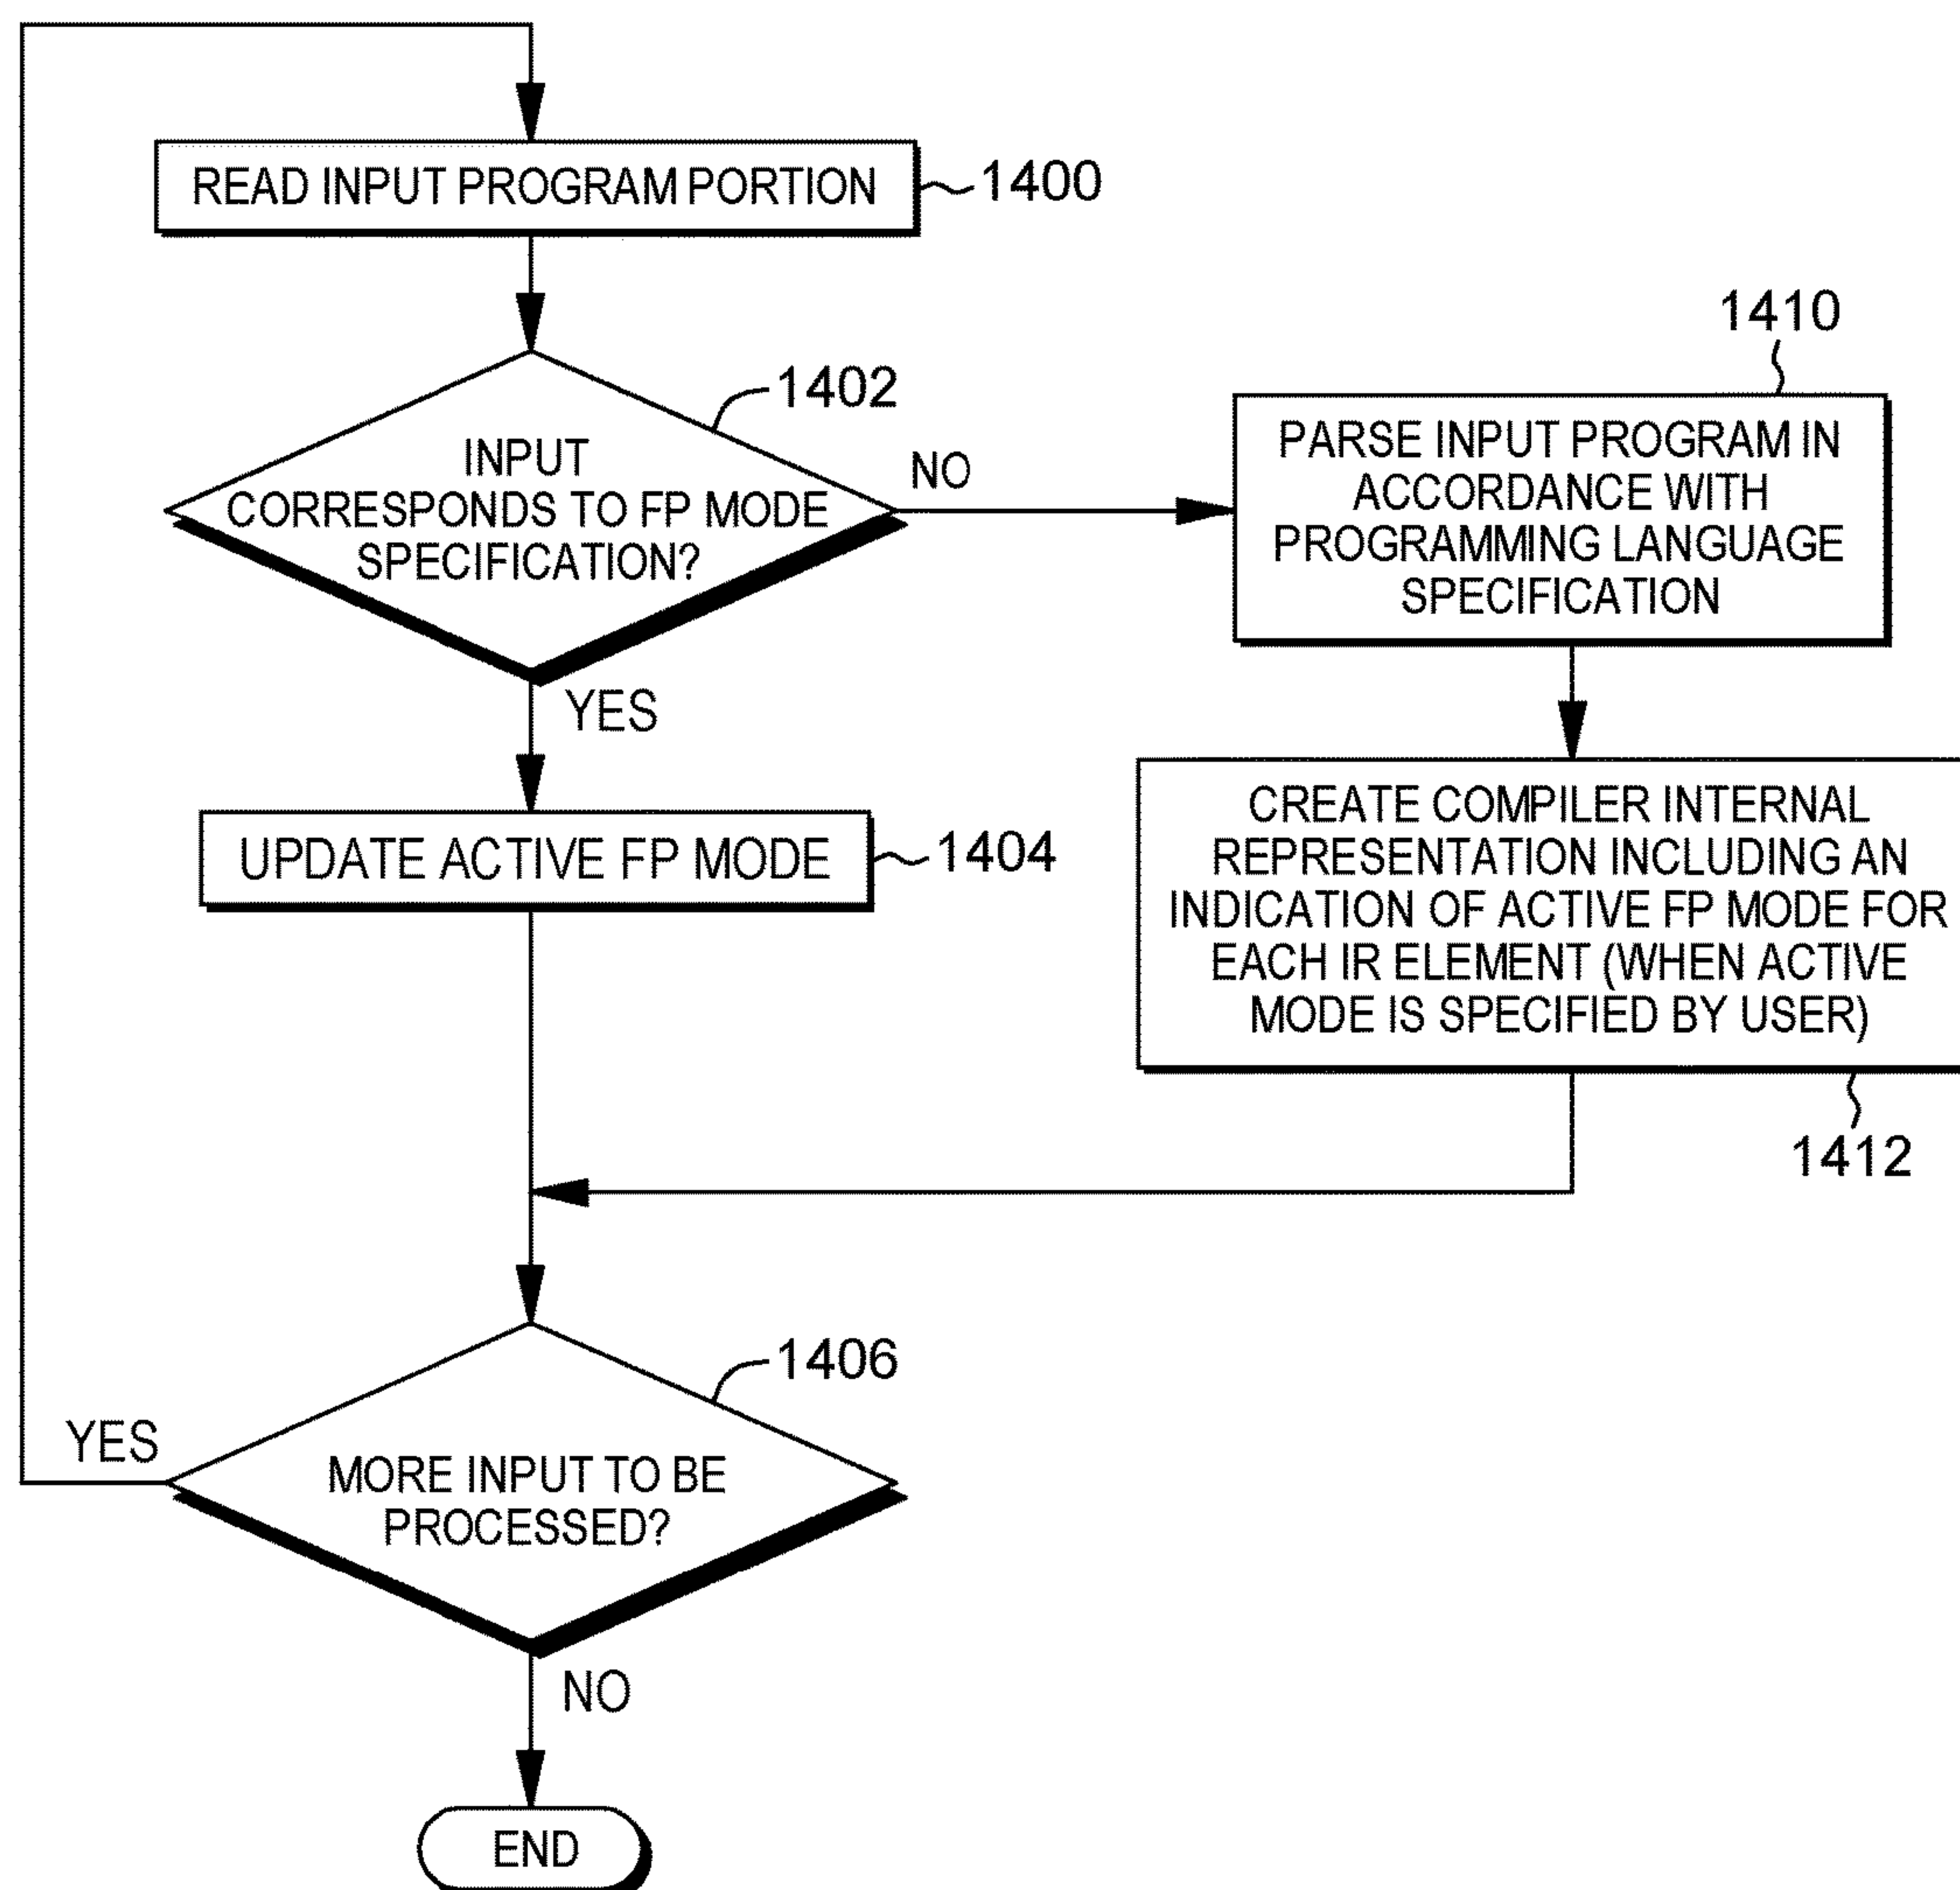 READ INPUT PROGRAM PORTION
1400
1402
INPUT
CORRESPONDS TO FP MODE
SPECIFICATION?
NO
YES
1410
PARSE INPUT PROGRAM IN
ACCORDANCE WITH
PROGRAMMING LANGUAGE
SPECIFICATION
UPDATE ACTIVE FP MODE
1404
CREATE COMPILER INTERNAL
REPRESENTATION INCLUDING AN
INDICATION OF ACTIVE FP MODE FOR
EACH IR ELEMENT (WHEN ACTIVE
MODE IS SPECIFIED BY USER)
1412
1406
YES
MORE INPUT TO BE
PROCESSED?
NO
END